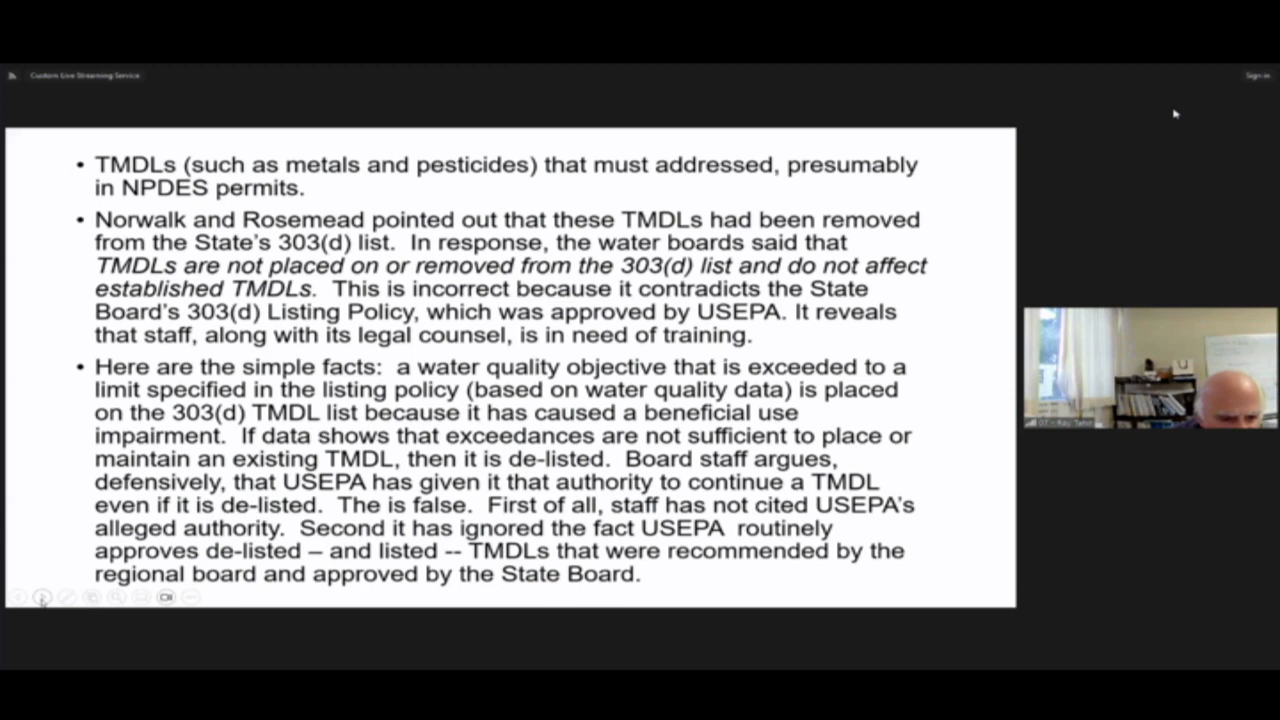 Custom Live Streaming Service
Sign in
• TMDLs (such as metals and pesticides) that must addressed, presumably
in NPDES permits.
• Norwalk and Rosemead pointed out that these TMDLs had been removed
from the State's 303(d) list. In response, the water boards said that
TMDLs are not placed on or removed from the 303(d) list and do not affect
established TMDLs. This is incorrect because it contradicts the State
Board's 303(d) Listing Policy, which was approved by USEPA. It reveals
that staff, along with its legal counsel, is in need of training.
• Here are the simple facts: a water quality objective that is exceeded to a
limit specified in the listing policy (based on water quality data) is placed
on the 303(d) TMDL list because it has caused a beneficial use
impairment. If data shows that exceedances are not sufficient to place or
maintain an existing TMDL, then it is de-listed. Board staff argues,
defensively, that USEPA has given it that authority to continue a TMDL
even if it is de-listed. The is false. First of all, staff has not cited USEPA's
alleged authority. Second it has ignored the fact USEPA routinely
approves de-listed – and listed -- TMDLs that were recommended by the
regional board and approved by the State Board.